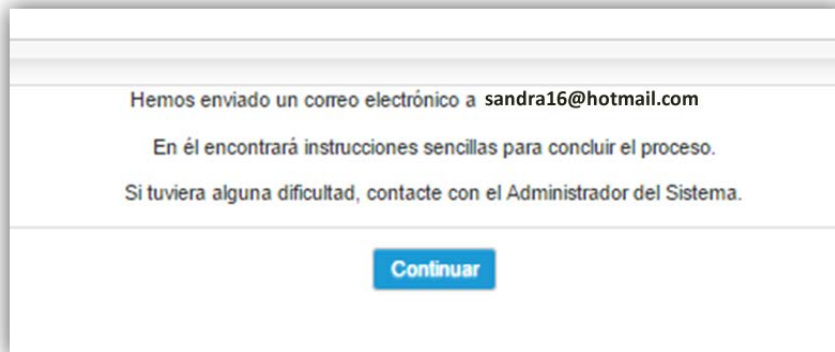 Hemos enviado un correo electrónico a sandra16@hotmail.com
En él encontrará instrucciones sencillas para concluir el proceso.
Si tuviera alguna dificultad, contacte con el Administrador del Sistema.
Continuar